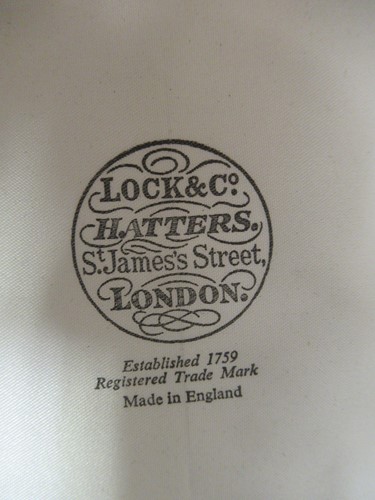 LOCK & Co.
HATTERS.
St. James's Street,
LONDON.
Established 1759
Registered Trade Mark
Made in England